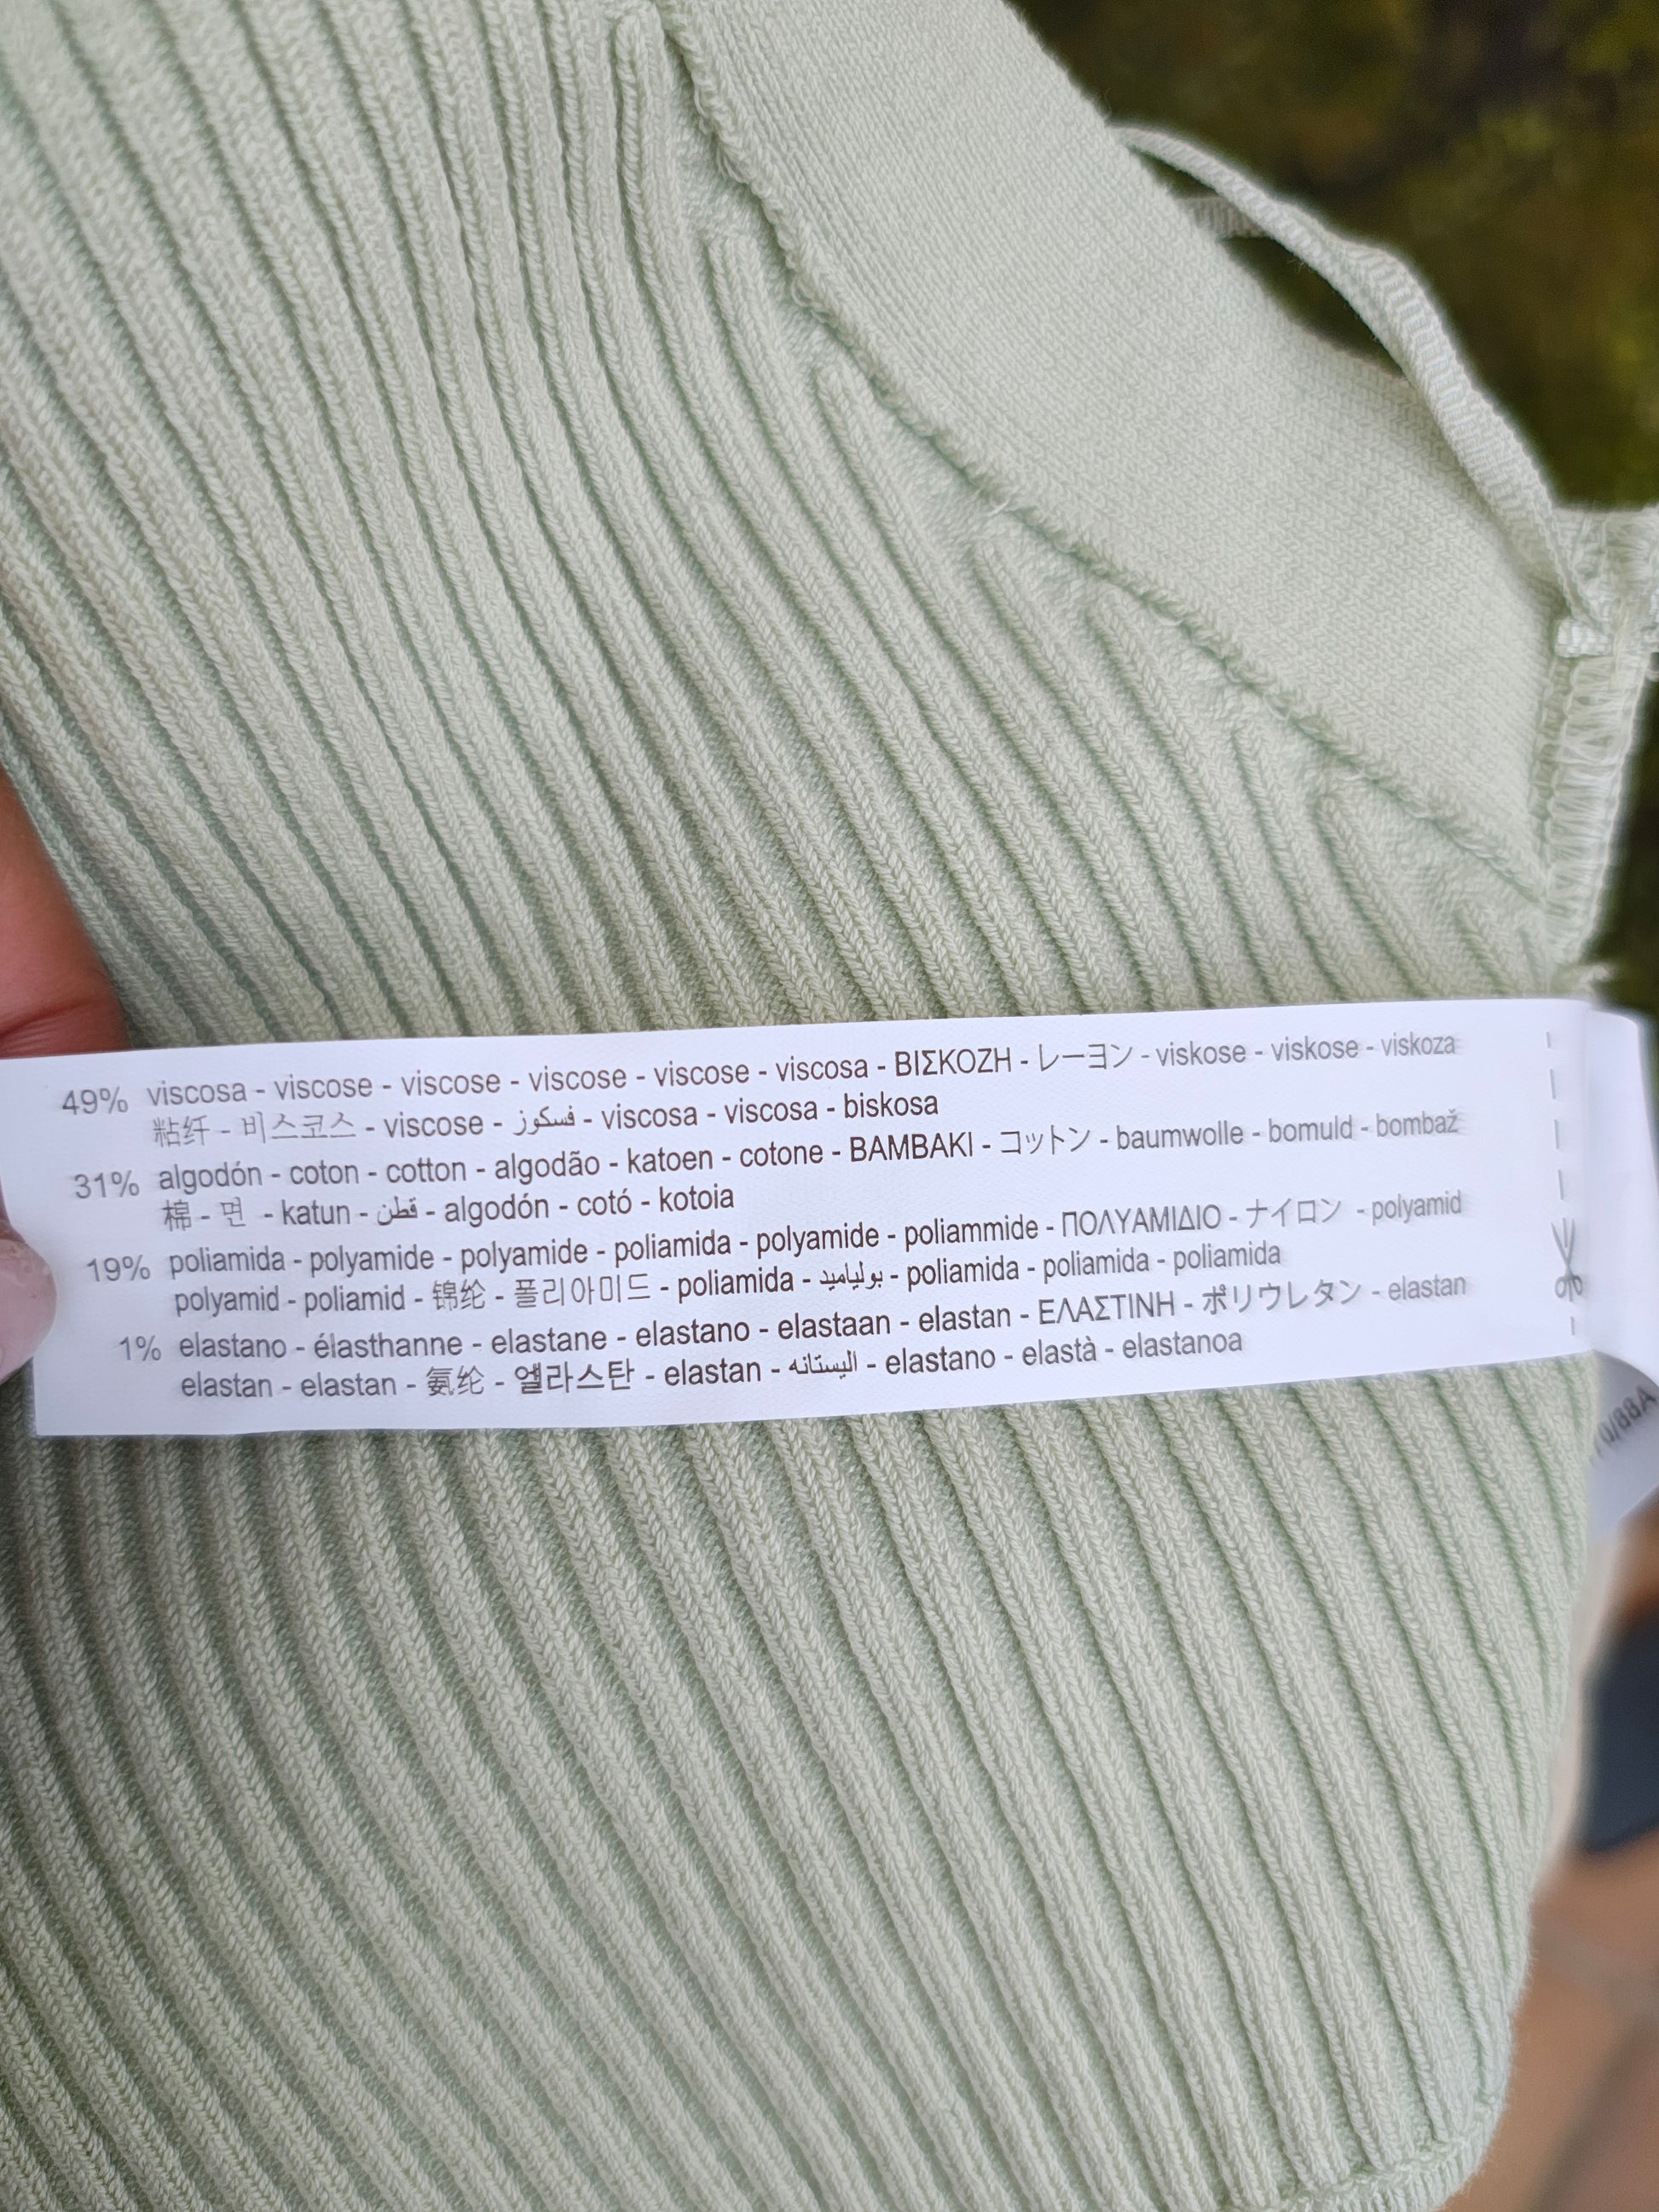 49% viscosa - viscose - viscose - viscose - viscose - viscosa - ΒΙΣΚΟΖΗ - レーヨン - viskose - viskose - viskoza
粘纤 - 비스코스 - viscose - فسكوز - viscosa - viscosa - biskosa
31% algodón - coton - cotton - algodão - katoen - cotone - BAMBAKI - コットン - baumwolle - bomuld - bombaž
棉 - 면 - katun - قطن - algodón - cotó - kotoia
19% poliamida - polyamide - polyamide - poliamida - polyamide - poliammide - ΠΟΛΥΑΜΙΔΙΟ - ナイロン - polyamid
polyamid - poliamid - 锦纶 - 폴리아미드 - poliamida - بولياميد - poliamida - poliamida - poliamida
1% elastano - élasthanne - elastane - elastano - elastaan - elastan - ΕΛΑΣΤΙΝΗ - ポリウレタン - elastan
elastan - elastan - 氨纶 - 엘라스탄 - elastan - اليستانه - elastano - elastà - elastanoa